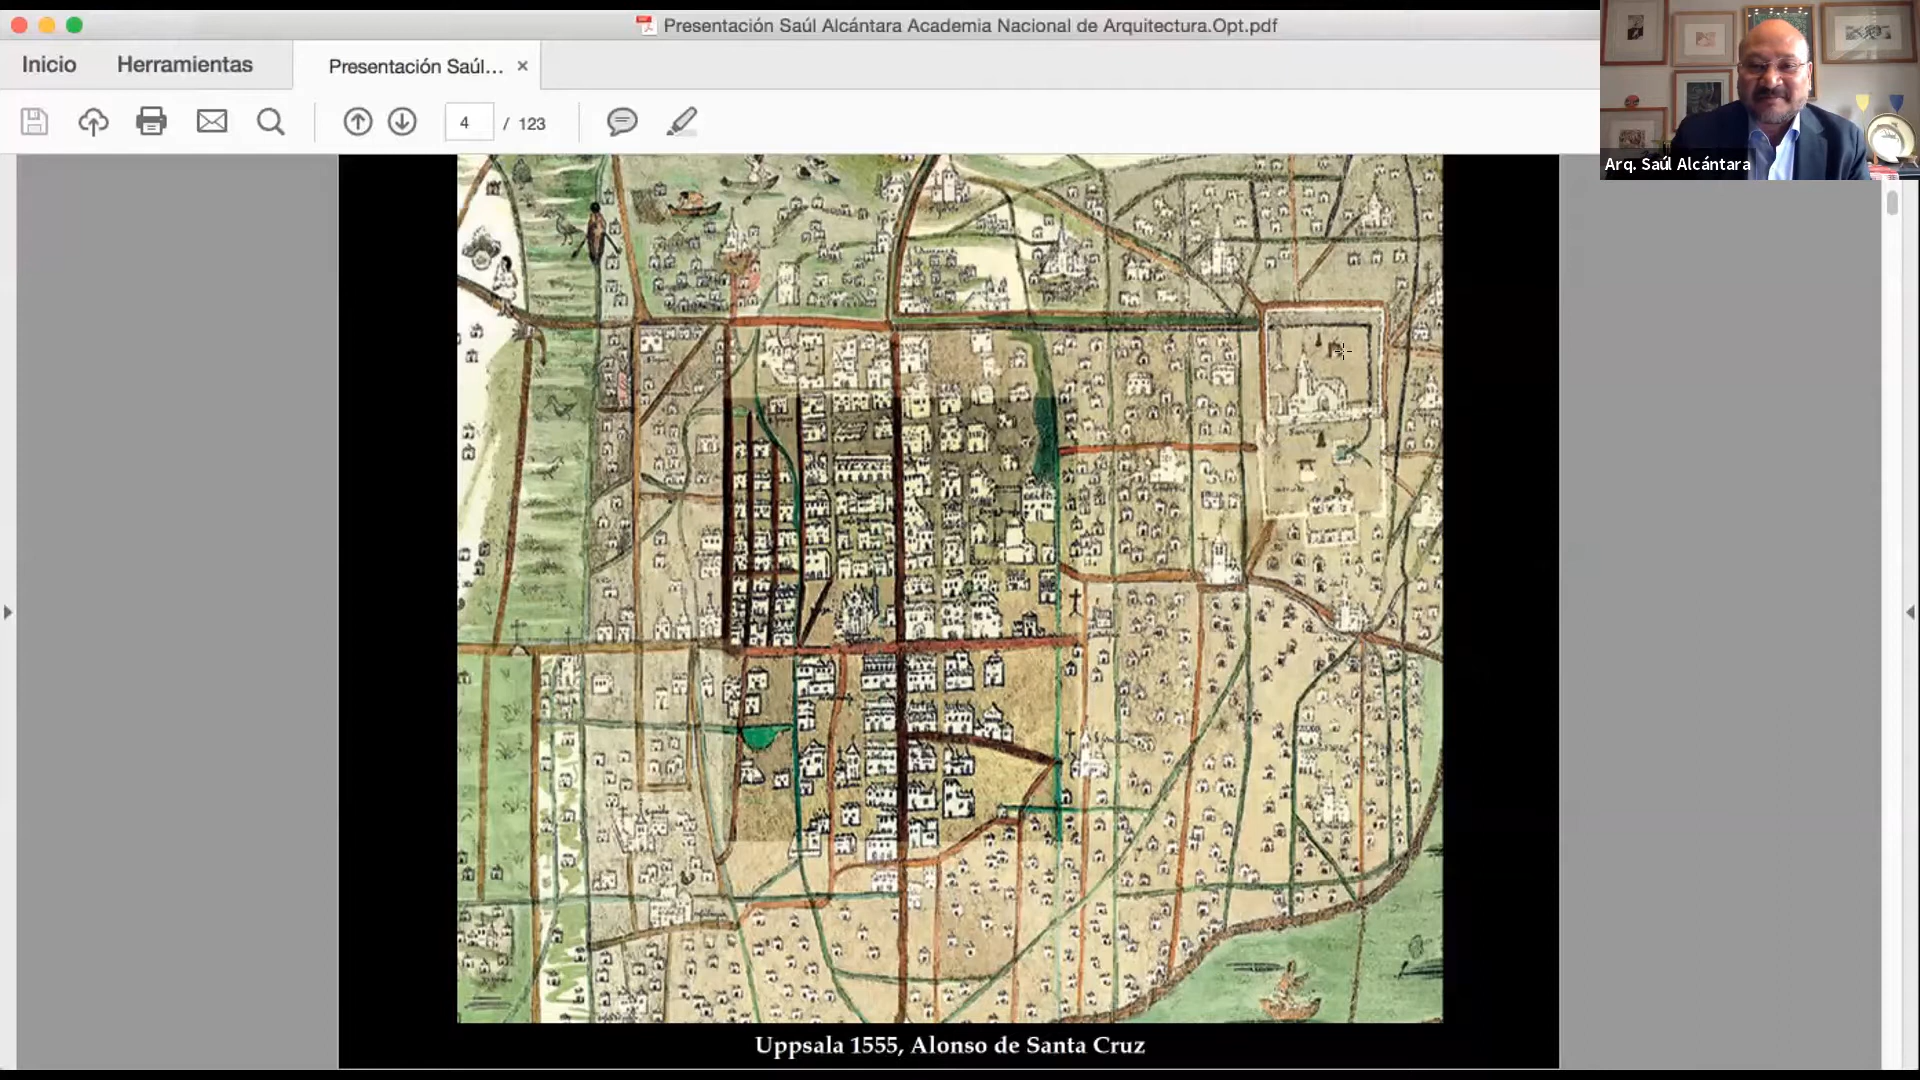 Presentación Saúl Alcántara Academia Nacional de Arquitectura.Opt.pdf
Inicio
Herramientas
Presentación Saúl...
4 / 123
Arq. Saúl Alcántara
Uppsala 1555, Alonso de Santa Cruz